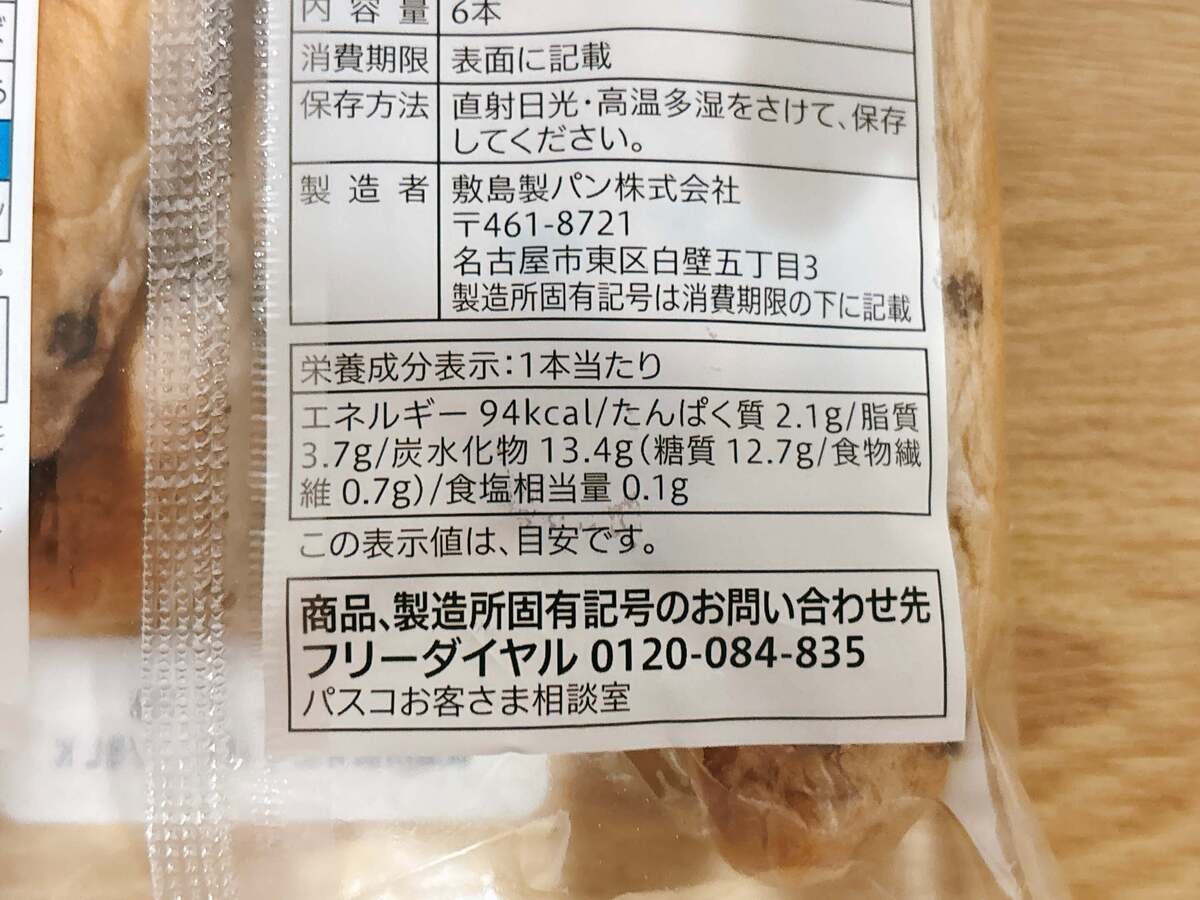 内容量 6本
消費期限 表面に記載
保存方法 直射日光・高温多湿をさけて、保存
してください。
製造者 敷島製パン株式会社
〒461-8721
名古屋市東区白壁五丁目3
製造所固有記号は消費期限の下に記載
栄養成分表示：1本当たり
エネルギー 94kcal/たんぱく質 2.1g/脂質
3.7g/炭水化物 13.4g(糖質 12.7g/食物繊
維 0.7g)/食塩相当量 0.1g
この表示値は、目安です。
商品、製造所固有記号のお問い合わせ先
フリーダイヤル 0120-084-835
パスコお客さま相談室